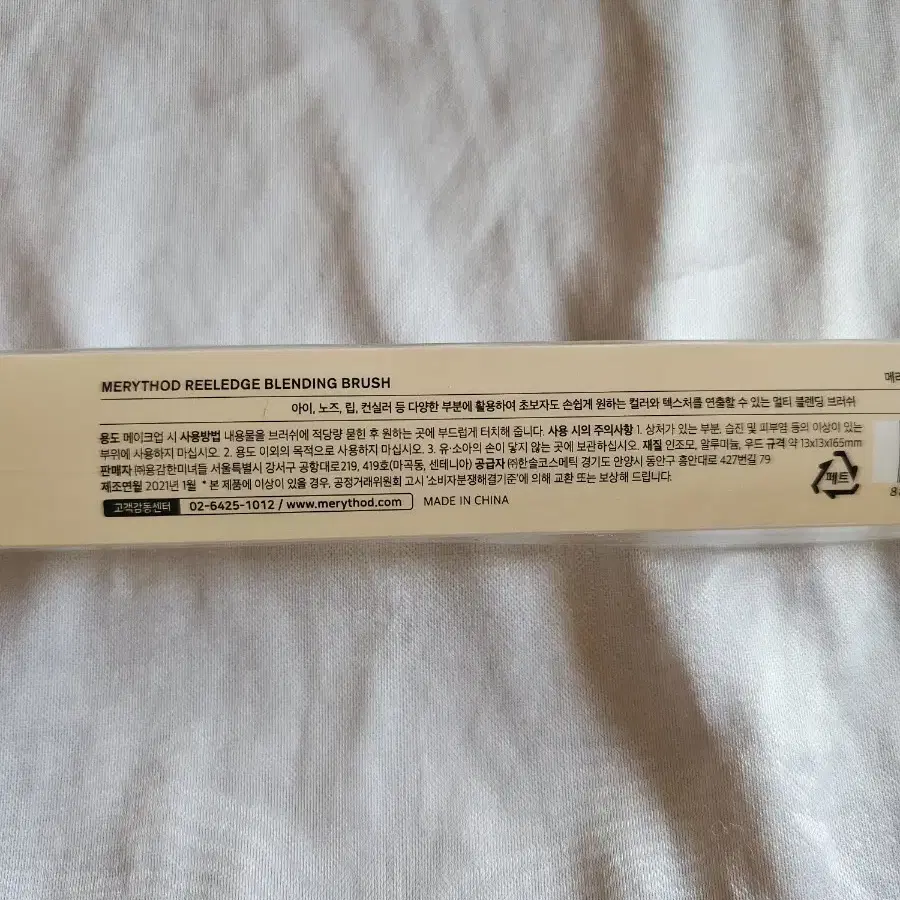 MERYTHOD REELEDGE BLENDING BRUSH
아이, 노즈, 립, 컨실러 등 다양한 부분에 활용하여 초보자도 손쉽게 원하는 컬러와 텍스처를 연출할 수 있는 멀티 블렌딩 브러쉬
용도 메이크업 시 사용방법 내용물을 브러쉬에 적당량 묻힌 후 원하는 곳에 부드럽게 터치해 줍니다. 사용 시의 주의사항 1. 상처가 있는 부분, 습진 및 피부염 등의 이상이 있는
부위에 사용하지 마십시오. 2. 용도 이외의 목적으로 사용하지 마십시오. 3. 유·소아의 손이 닿지 않는 곳에 보관하십시오. 재질 인조모, 알루미늄, 우드 규격 약 13x13x165mm
판매자 ㈜용감한미녀들 서울특별시 강서구 공항대로219, 419호(마곡동, 센테니아) 공급자 ㈜한솔코스메틱 경기도 안양시 동안구 흥안대로 427번길 79
제조연월 2021년 1월 * 본 제품에 이상이 있을 경우, 공정거래위원회 고시 '소비자분쟁해결기준'에 의해 교환 또는 보상해 드립니다.
고객감동센터 02-6425-1012 / www.merythod.com MADE IN CHINA
페트
메리
8